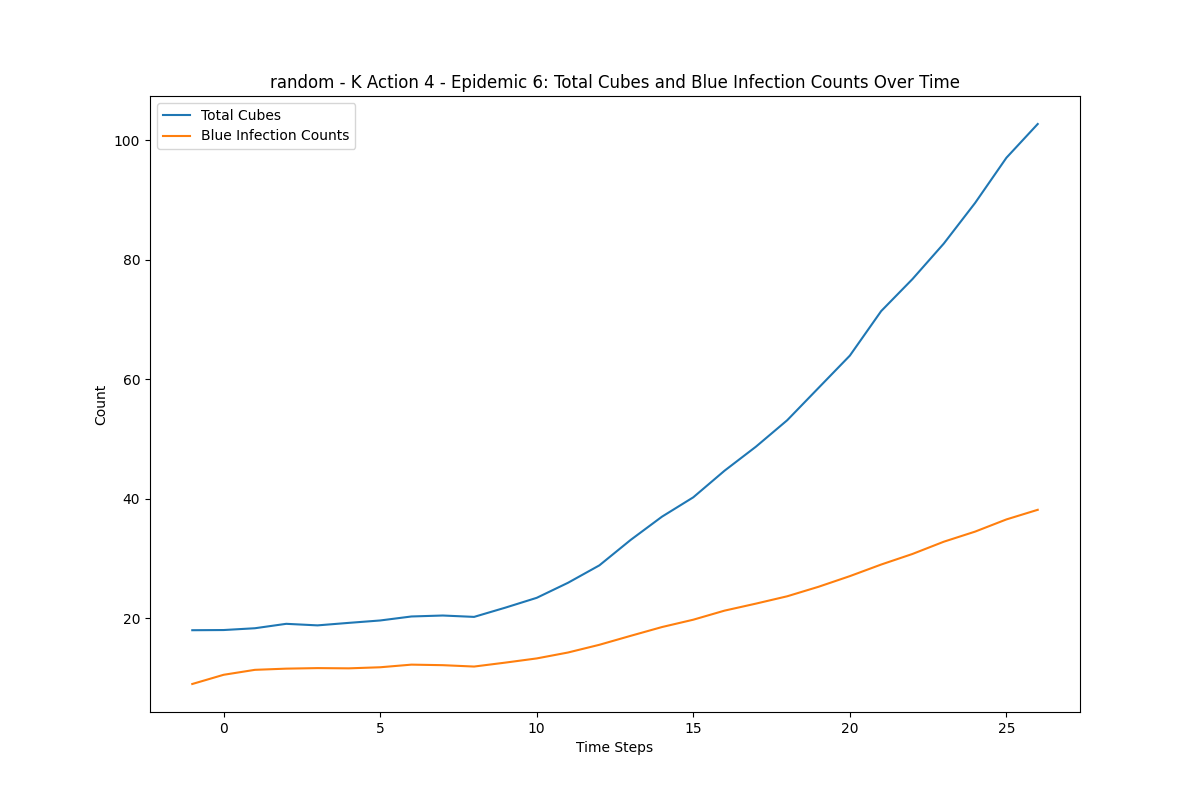 random - K Action 4 - Epidemic 6: Total Cubes and Blue Infection Counts Over Time
Total Cubes
Blue Infection Counts
100
80
60
40
20
Count
0 5 10 15 20 25
Time Steps